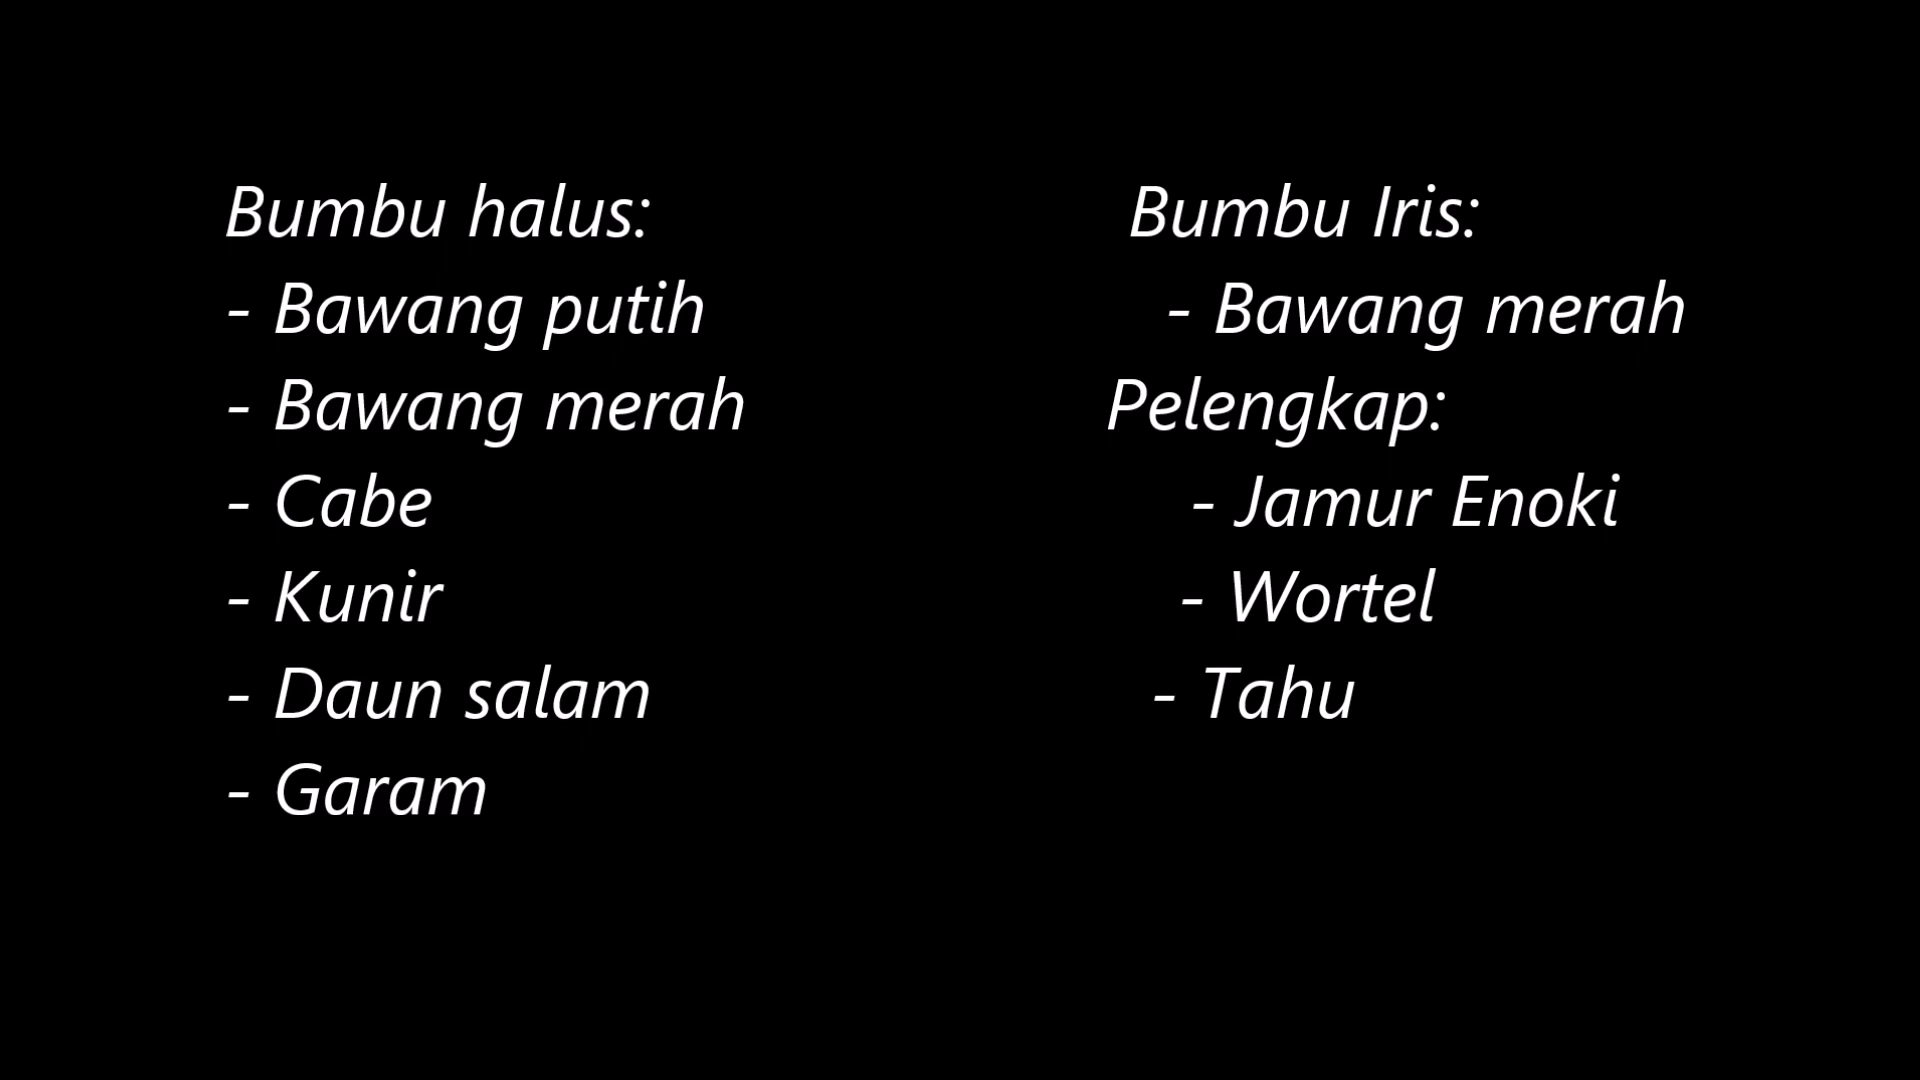 Bumbu halus:
- Bawang putih
- Bawang merah
- Cabe
- Kunir
- Daun salam
- Garam
Bumbu Iris:
- Bawang merah
Pelengkap:
- Jamur Enoki
- Wortel
- Tahu